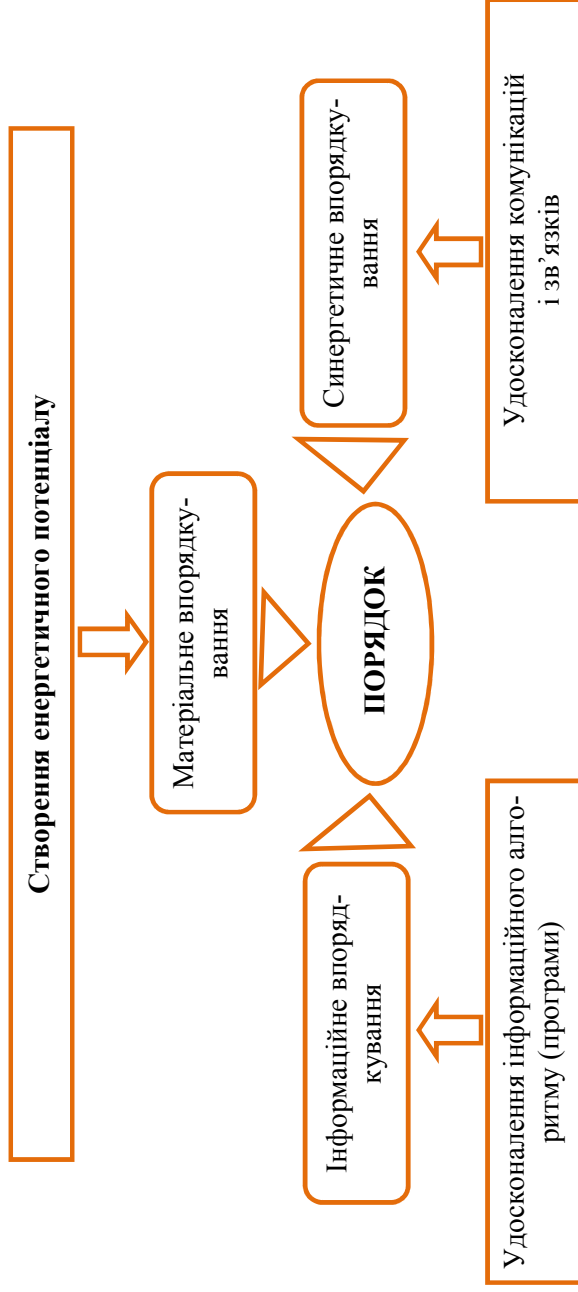 Створення енергетичного потенціалу
Матеріальне впорядку-
вання
Інформаційне впоряд-
кування
ПОРЯДОК
Синергетичне впорядку-
вання
Удосконалення інформаційного алго-
ритму (програми)
Удосконалення комунікацій
і зв’язків